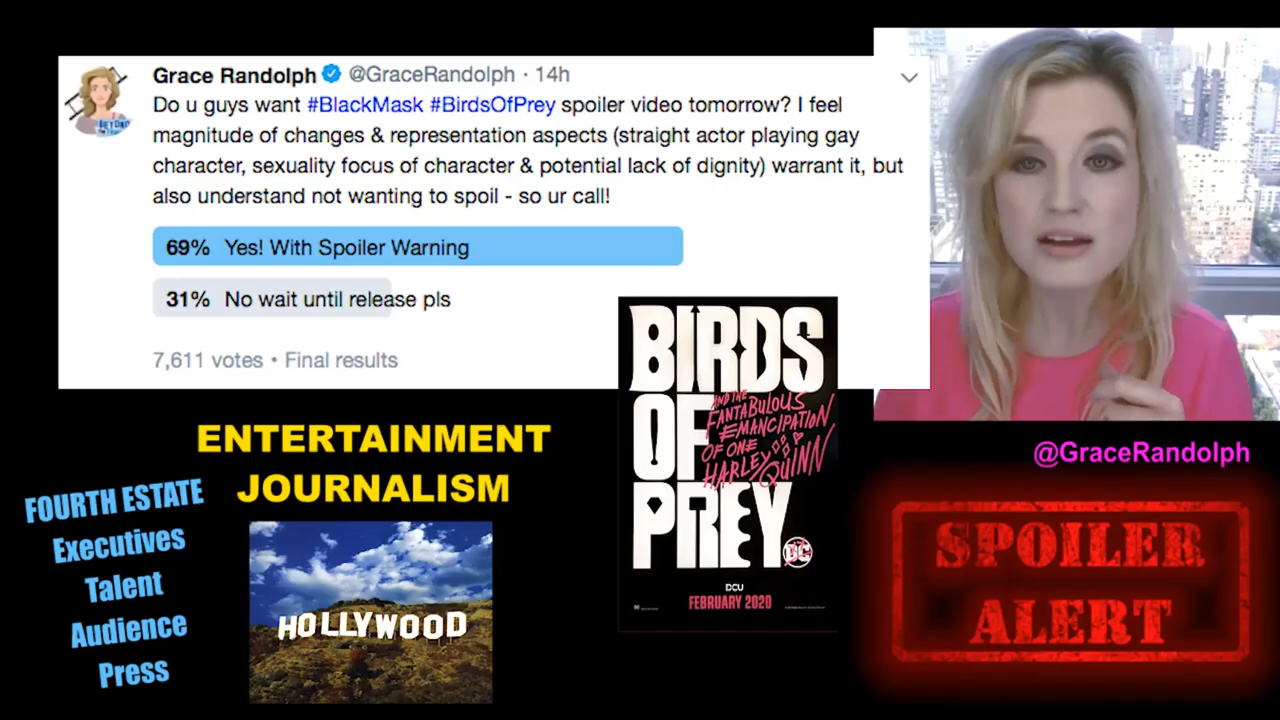 Grace Randolph @GraceRandolph · 14h
Do u guys want #BlackMask #BirdsOfPrey spoiler video tomorrow? I feel
magnitude of changes & representation aspects (straight actor playing gay
character, sexuality focus of character & potential lack of dignity) warrant it, but
also understand not wanting to spoil - so ur call!
69% Yes! With Spoiler Warning
31% No wait until release pls
7,611 votes • Final results
ENTERTAINMENT
JOURNALISM
FOURTH ESTATE
Executives
Talent
Audience
Press
HOLLYWOOD
BIRDS
OF
AND THE
FANTABULOUS
EMANCIPATION
OF ONE
HARLEY QUINN
PREY
DC
DCU
FEBRUARY 2020
@GraceRandolph
SPOILER
ALERT